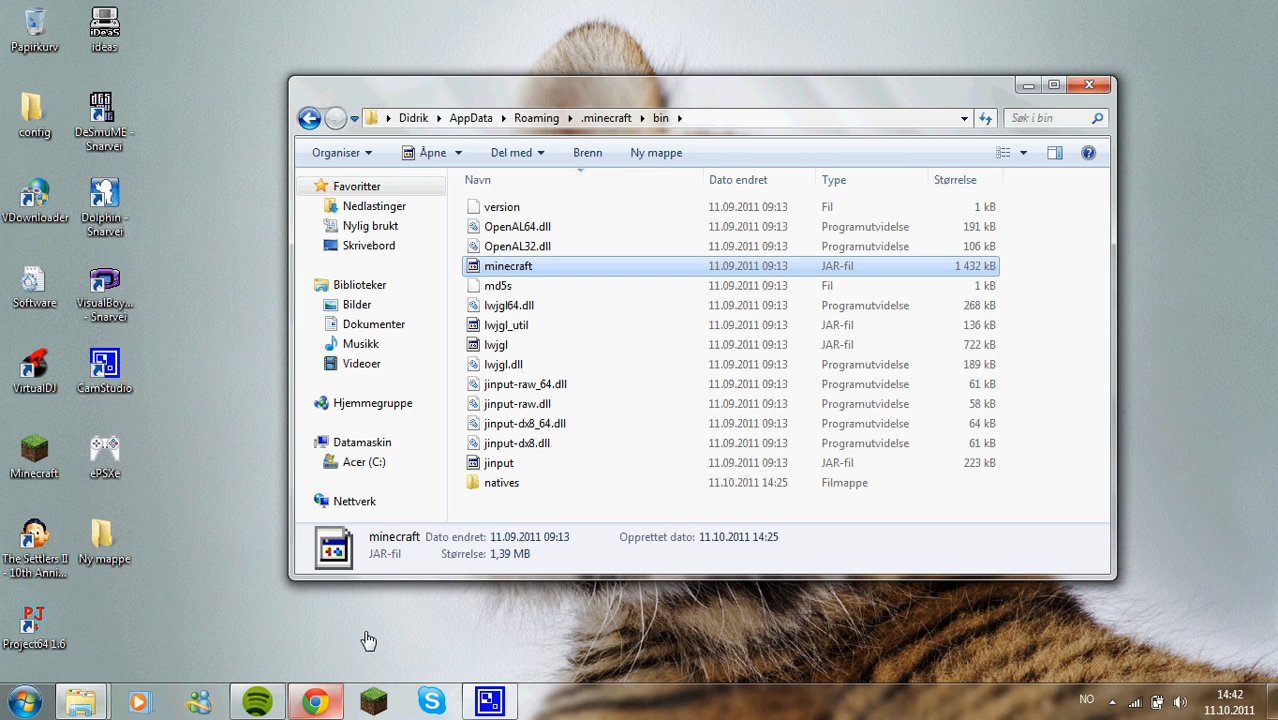 Papirkurv
ideas
config
DeSmuME -
Snarvei
VDownloader
Dolphin -
Snarvei
Software
VisualBoy...
- Snarvei
VirtualDJ
CamStudio
Minecraft
ePSXe
The Settlers II
- 10th Anni...
Ny mappe
Project64 1.6
Didrik AppData Roaming .minecraft bin
Søk i bin
Organiser Åpne Del med Brenn Ny mappe
Favoritter
Nedlastinger
Nylig brukt
Skrivebord
Biblioteker
Bilder
Dokumenter
Musikk
Videoer
Hjemmegruppe
Datamaskin
Acer (C:)
Nettverk
Navn Dato endret Type Størrelse
version 11.09.2011 09:13 Fil 1 kB
OpenAL64.dll 11.09.2011 09:13 Programutvidelse 191 kB
OpenAL32.dll 11.09.2011 09:13 Programutvidelse 106 kB
minecraft 11.09.2011 09:13 JAR-fil 1 432 kB
md5s 11.09.2011 09:13 Fil 1 kB
lwjgl64.dll 11.09.2011 09:13 Programutvidelse 268 kB
lwjgl_util 11.09.2011 09:13 JAR-fil 136 kB
lwjgl 11.09.2011 09:13 JAR-fil 722 kB
lwjgl.dll 11.09.2011 09:13 Programutvidelse 189 kB
jinput-raw_64.dll 11.09.2011 09:13 Programutvidelse 61 kB
jinput-raw.dll 11.09.2011 09:13 Programutvidelse 58 kB
jinput-dx8_64.dll 11.09.2011 09:13 Programutvidelse 64 kB
jinput-dx8.dll 11.09.2011 09:13 Programutvidelse 61 kB
jinput 11.09.2011 09:13 JAR-fil 223 kB
natives 11.10.2011 14:25 Filmappe
minecraft Dato endret: 11.09.2011 09:13 Opprettet dato: 11.10.2011 14:25
JAR-fil Størrelse: 1,39 MB
NO
14:42
11.10.2011